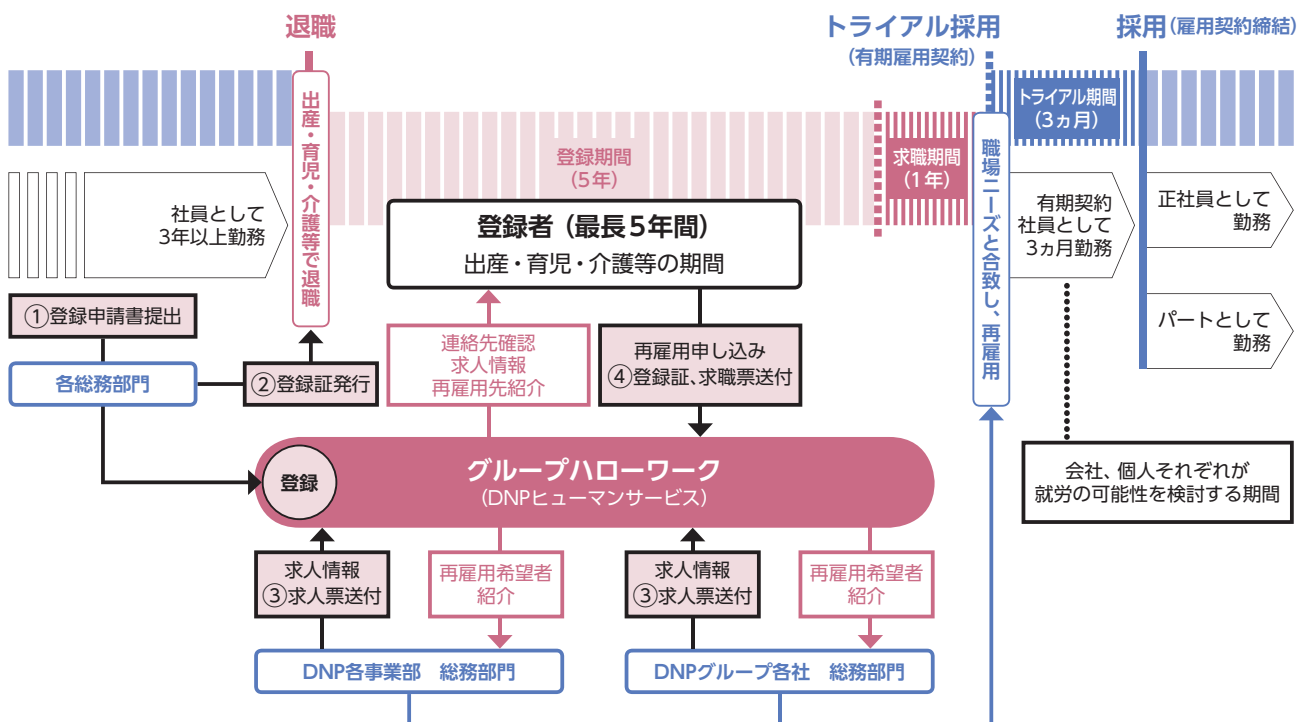 退職
トライアル採用
(有期雇用契約)
採用(雇用契約締結)
出産・育児・介護等で退職
登録期間
(5年)
求職期間
(1年)
職場ニーズと合致し、再雇用
トライアル期間
(3ヵ月)
社員として
3年以上勤務
登録者(最長5年間)
出産・育児・介護等の期間
有期契約
社員として
3ヵ月勤務
正社員として
勤務
パートとして
勤務
①登録申請書提出
各総務部門
②登録証発行
連絡先確認
求人情報
再雇用先紹介
再雇用申し込み
④登録証、求職票送付
登録
グループハローワーク
(DNPヒューマンサービス)
会社、個人それぞれが
就労の可能性を検討する期間
求人情報
③求人票送付
再雇用希望者
紹介
求人情報
③求人票送付
再雇用希望者
紹介
DNP各事業部 総務部門
DNPグループ各社 総務部門